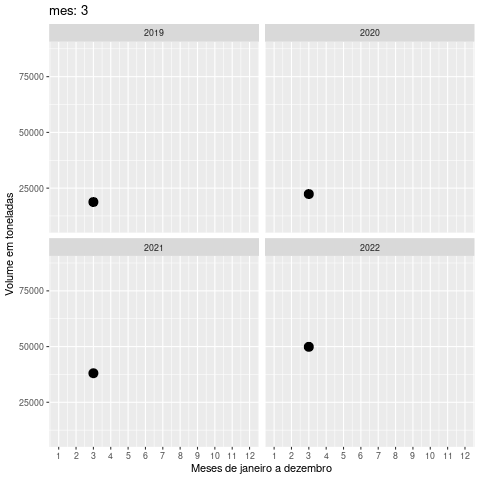 mes: 3
2019
2020
75000
50000
25000
2021
2022
75000
50000
25000
1 2 3 4 5 6 7 8 9 10 11 12
1 2 3 4 5 6 7 8 9 10 11 12
Volume em toneladas
Meses de janeiro a dezembro